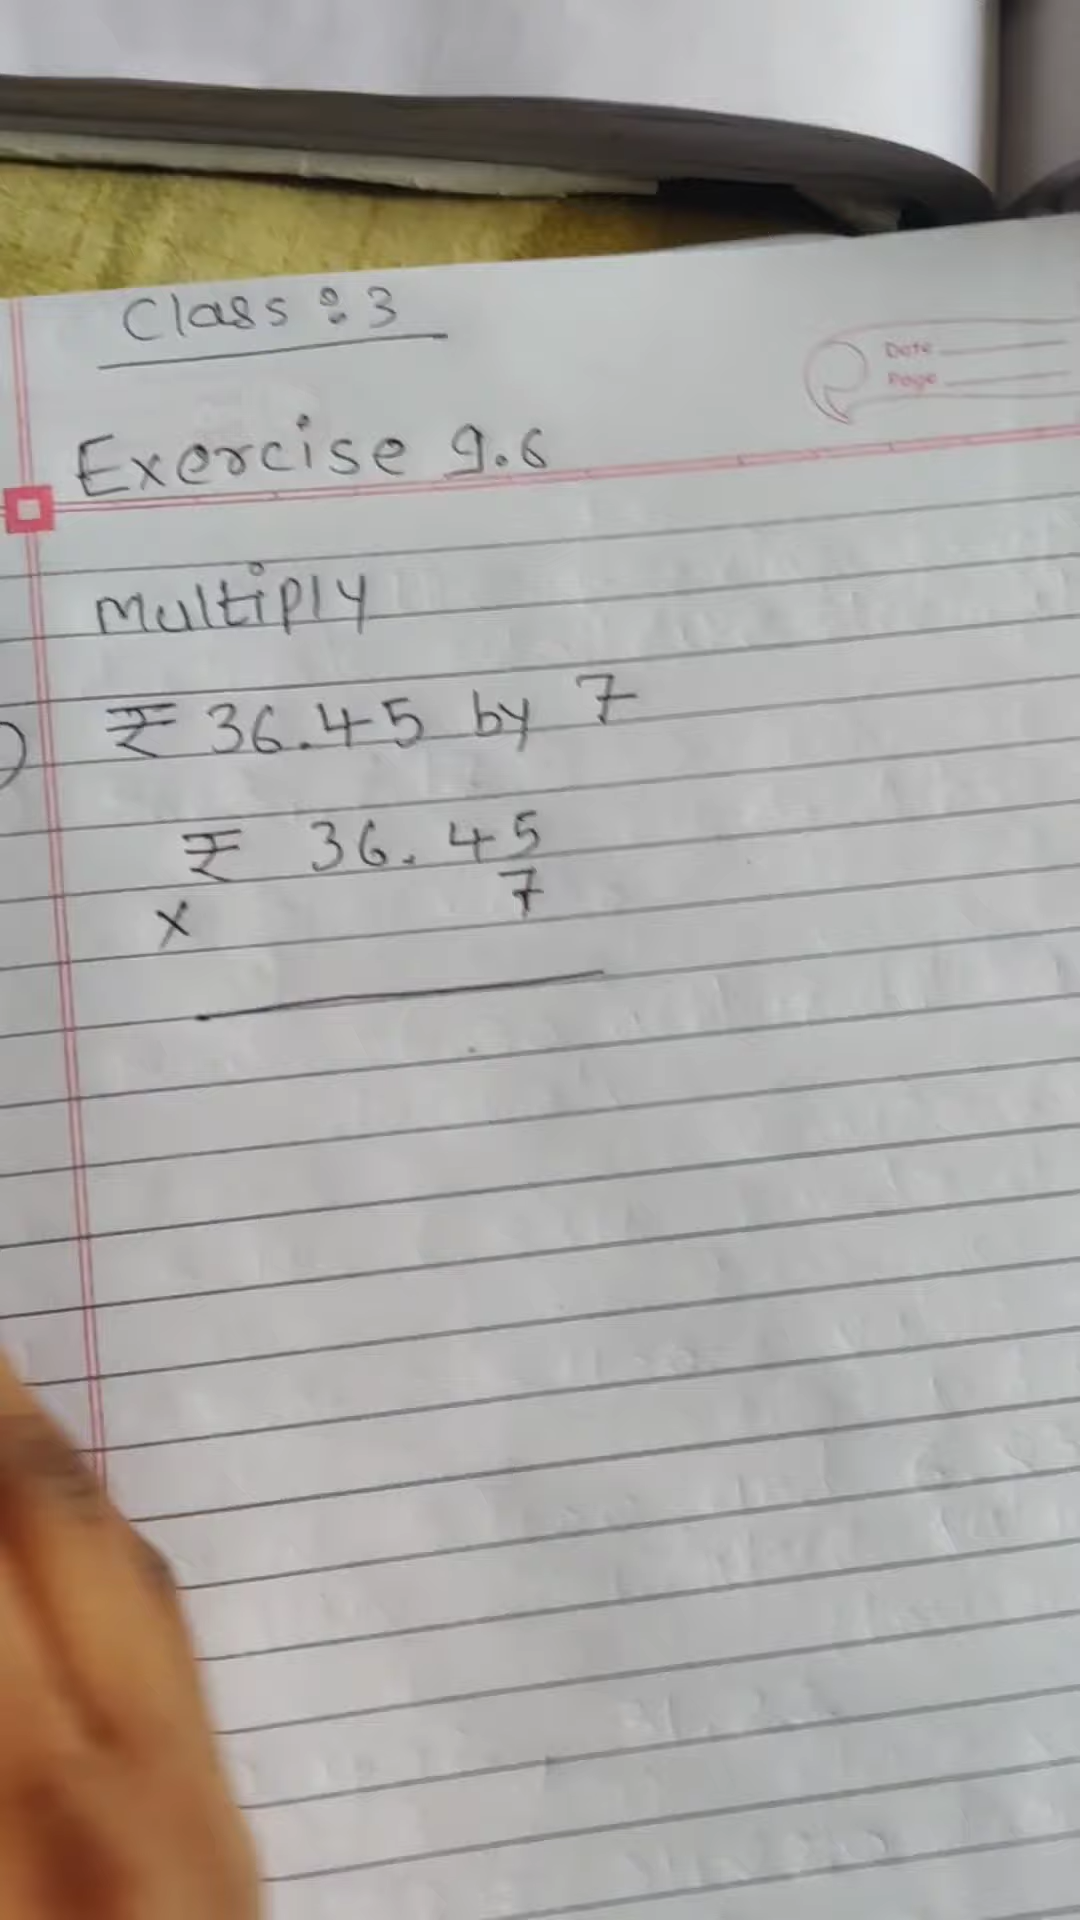 Class : 3
Date
Page
Exercise 9.6
Multiply
₹ 36.45 by 7
₹ 36.45
× 7